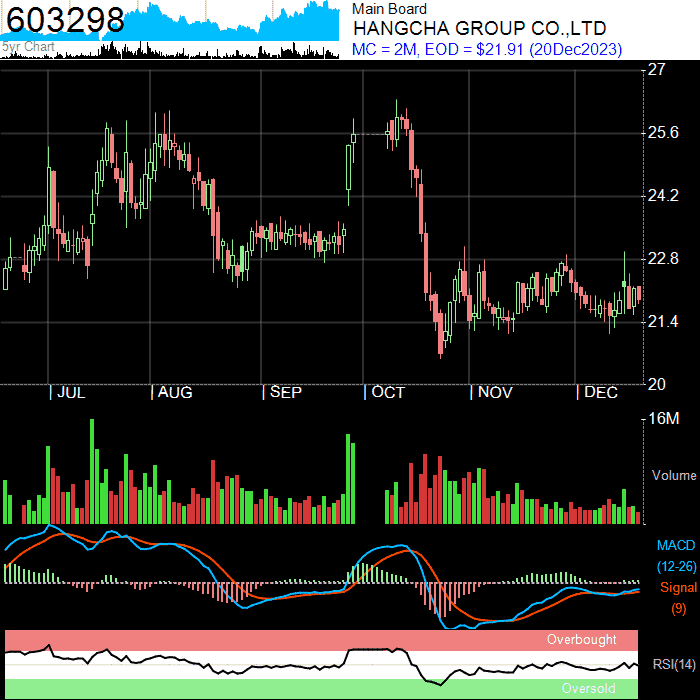 603298
5yr Chart
Main Board
HANGCHA GROUP CO.,LTD
MC = 2M, EOD = $21.91 (20Dec2023)
27
25.6
24.2
22.8
21.4
20
JUL
AUG
SEP
OCT
NOV
DEC
16M
Volume
MACD
(12-26)
Signal
(9)
Overbought
RSI(14)
Oversold